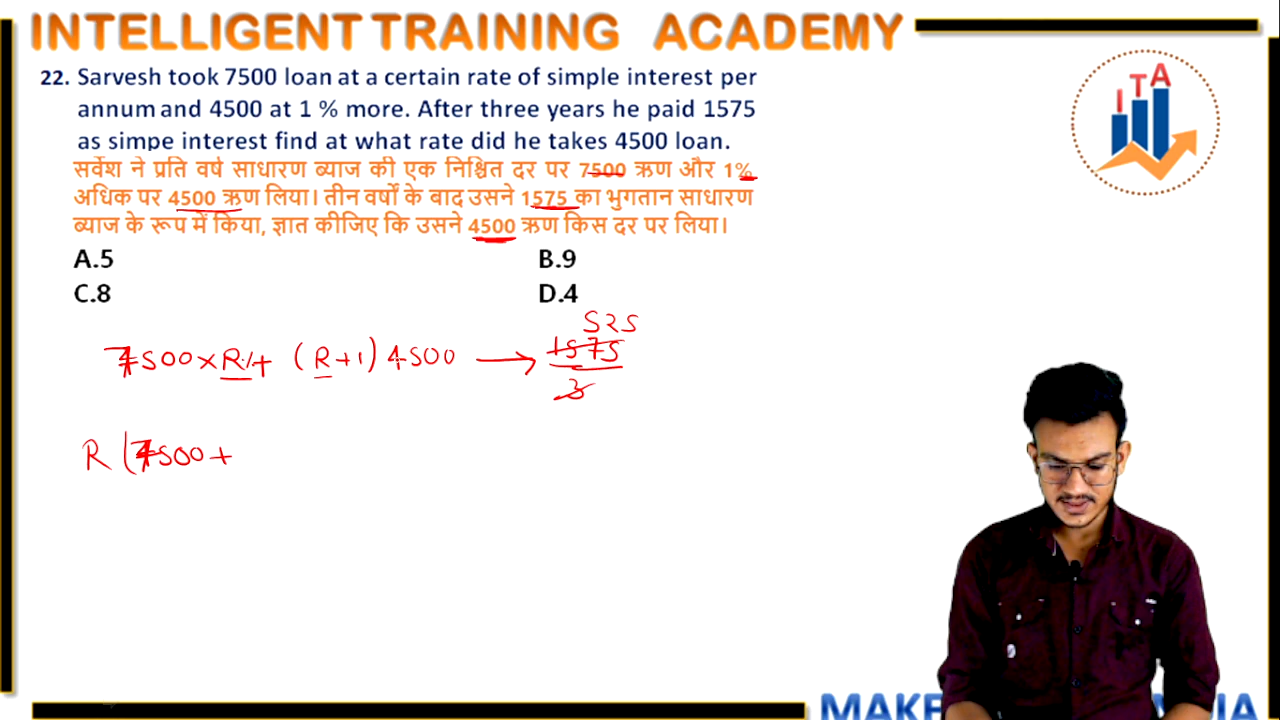 INTELLIGENT TRAINING ACADEMY
ITA
22. Sarvesh took 7500 loan at a certain rate of simple interest per
annum and 4500 at 1 % more. After three years he paid 1575
as simpe interest find at what rate did he takes 4500 loan.
सर्वेश ने प्रति वर्ष साधारण ब्याज की एक निश्चित दर पर 7500 ऋण और 1%
अधिक पर 4500 ऋण लिया। तीन वर्षों के बाद उसने 1575 का भुगतान साधारण
ब्याज के रूप में किया, ज्ञात कीजिए कि उसने 4500 ऋण किस दर पर लिया।
A.5 B.9
C.8 D.4
525
7500×R%+ (R+1) 4500 → 1575
3
R (7500+
MAKE